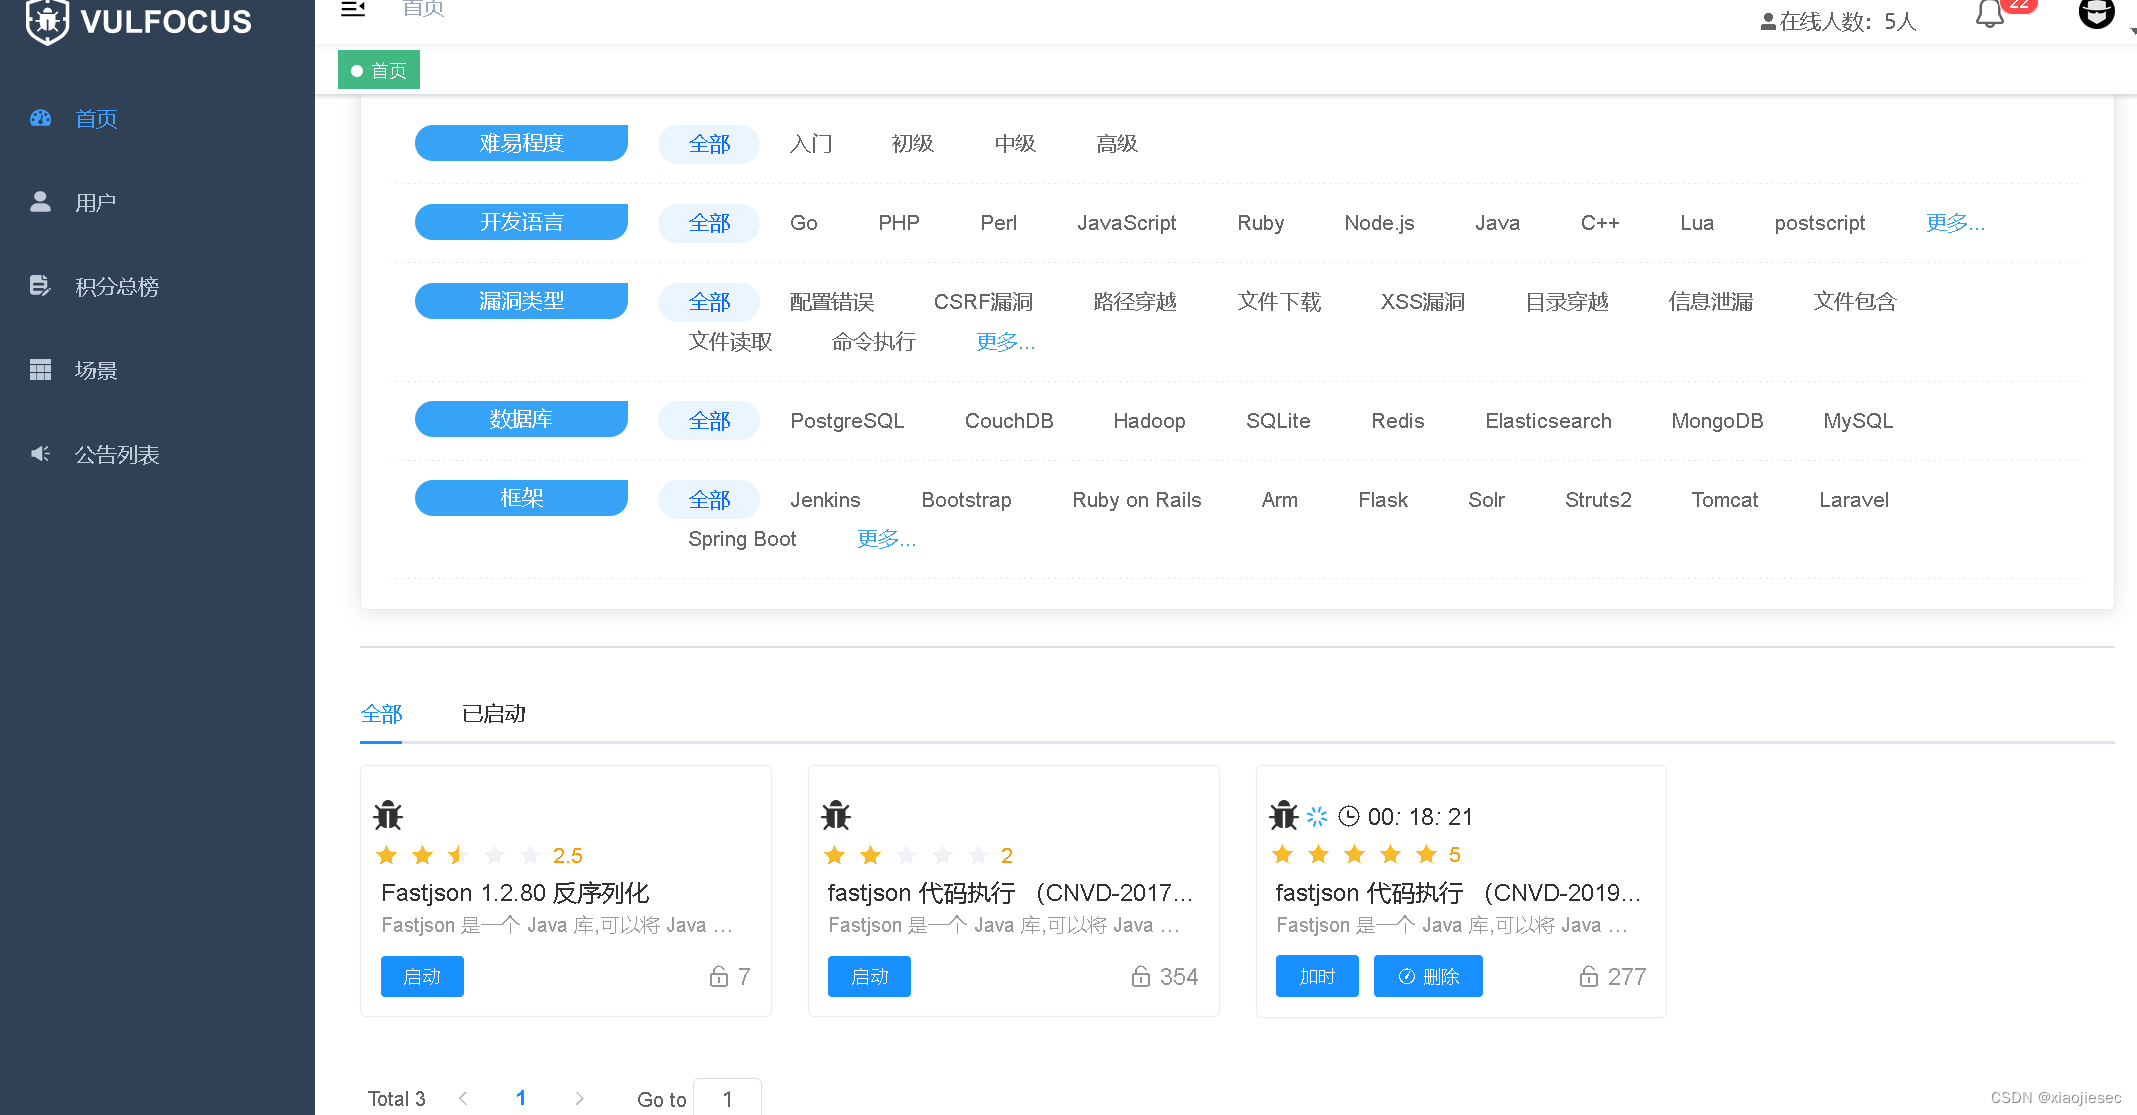 VULFOCUS
首页
在线人数：5人
22
首页
首页
用户
积分总榜
场景
公告列表
难易程度 全部 入门 初级 中级 高级
开发语言 全部 Go PHP Perl JavaScript Ruby Node.js Java C++ Lua postscript 更多...
漏洞类型 全部 配置错误 CSRF漏洞 路径穿越 文件下载 XSS漏洞 目录穿越 信息泄漏 文件包含
文件读取 命令执行 更多...
数据库 全部 PostgreSQL CouchDB Hadoop SQLite Redis Elasticsearch MongoDB MySQL
框架 全部 Jenkins Bootstrap Ruby on Rails Arm Flask Solr Struts2 Tomcat Laravel
Spring Boot 更多...
全部 已启动
2.5
Fastjson 1.2.80 反序列化
Fastjson 是一个 Java 库,可以将 Java ...
启动 7
2
fastjson 代码执行 （CNVD-2017...
Fastjson 是一个 Java 库,可以将 Java ...
启动 354
00: 18: 21
5
fastjson 代码执行 （CNVD-2019...
Fastjson 是一个 Java 库,可以将 Java ...
加时 删除 277
Total 3 1 Go to 1
CSDN @xiaojiesec